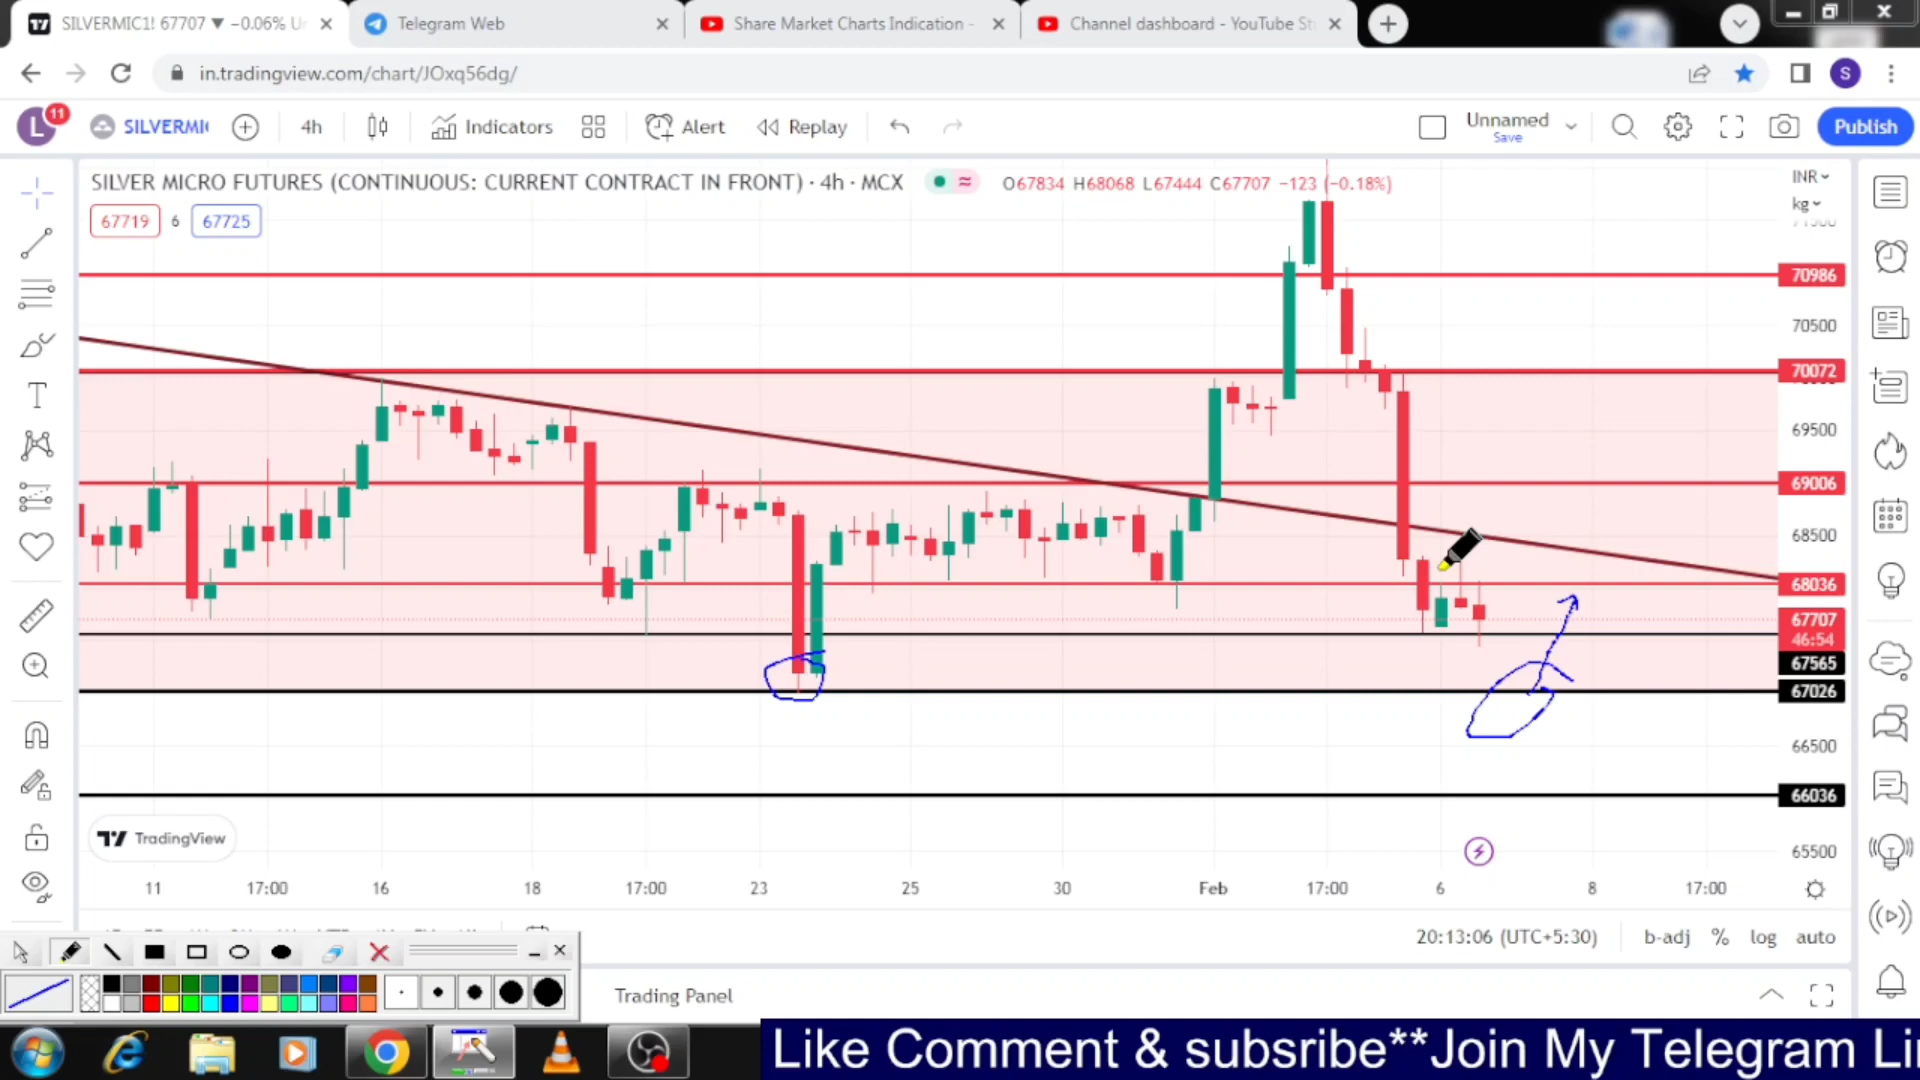 SILVERMIC1! 67707 ▼ −0.06% Un
Telegram Web
Share Market Charts Indication -
Channel dashboard - YouTube St
in.tradingview.com/chart/JOxq56dg/
S
L
11
SILVERMI
4h
Indicators
Alert
Replay
Unnamed
Save
Publish
SILVER MICRO FUTURES (CONTINUOUS: CURRENT CONTRACT IN FRONT) · 4h · MCX
O67834 H68068 L67444 C67707 −123 (−0.18%)
INR
kg
67719
6
67725
70986
70500
70072
69500
69006
68500
68036
67707
46:54
67565
67026
66500
66036
65500
TradingView
11
17:00
16
18
17:00
23
25
30
Feb
17:00
6
8
17:00
20:13:06 (UTC+5:30)
b-adj
%
log
auto
Trading Panel
Like Comment & subsribe**Join My Telegram Li